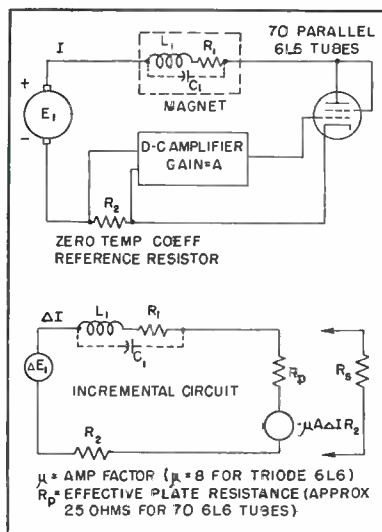 70 PARALLEL
6L6 TUBES
I
L1
R1
C1
MAGNET
+
E1
-
D-C AMPLIFIER
GAIN=A
R2
ZERO TEMP COEFF
REFERENCE RESISTOR
ΔI
L1
R1
C1
ΔE1
INCREMENTAL CIRCUIT
Rp
Rs
-μAΔIR2
R2
μ= AMP FACTOR (μ=8 FOR TRIODE 6L6)
Rp=EFFECTIVE PLATE RESISTANCE (APPROX
25 OHMS FOR 70 6L6 TUBES)